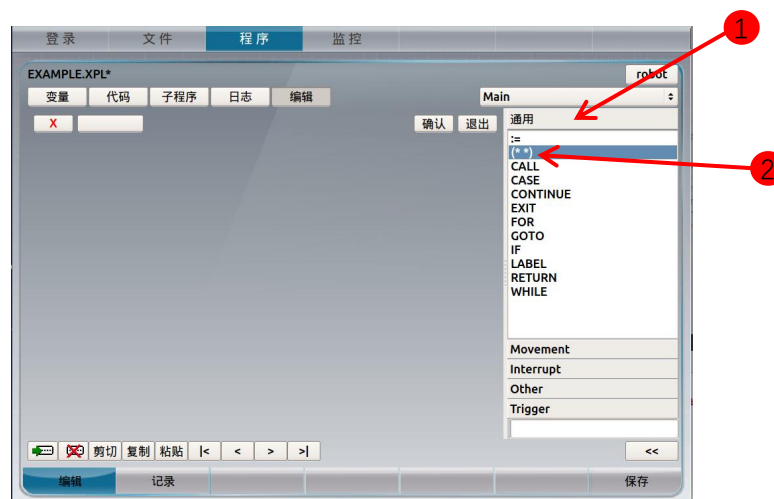 1
登录 文件 程序 监控
EXAMPLE.XPL* robot
变量 代码 子程序 日志 编辑 Main
X 确认 退出 通用
:=
(* *)
2
CALL
CASE
CONTINUE
EXIT
FOR
GOTO
IF
LABEL
RETURN
WHILE
Movement
Interrupt
Other
Trigger
剪切 复制 粘贴 |< < > >| <<
编辑 记录 保存